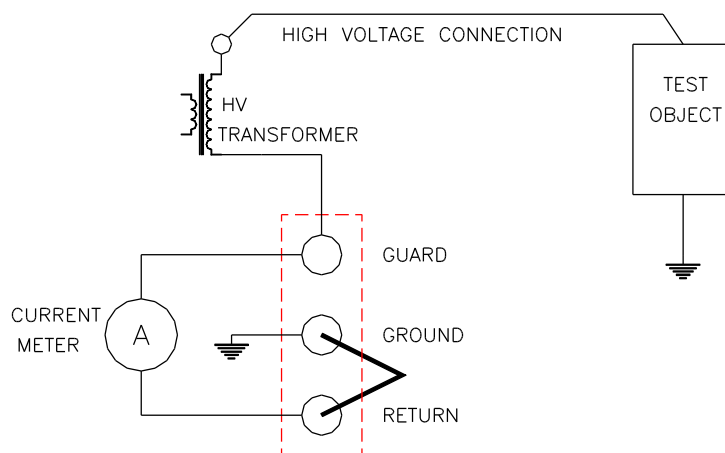 HIGH VOLTAGE CONNECTION
TEST
OBJECT
HV
TRANSFORMER
GUARD
CURRENT
METER
A
GROUND
RETURN